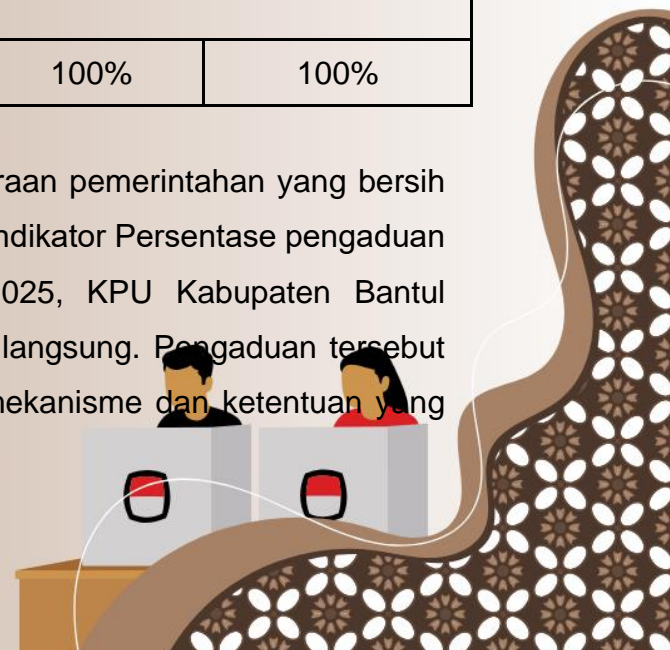 100% 100%
raan pemerintahan yang bersih
ndikator Persentase pengaduan
025, KPU Kabupaten Bantul
langsung. Pengaduan tersebut
nekanisme dan ketentuan yang